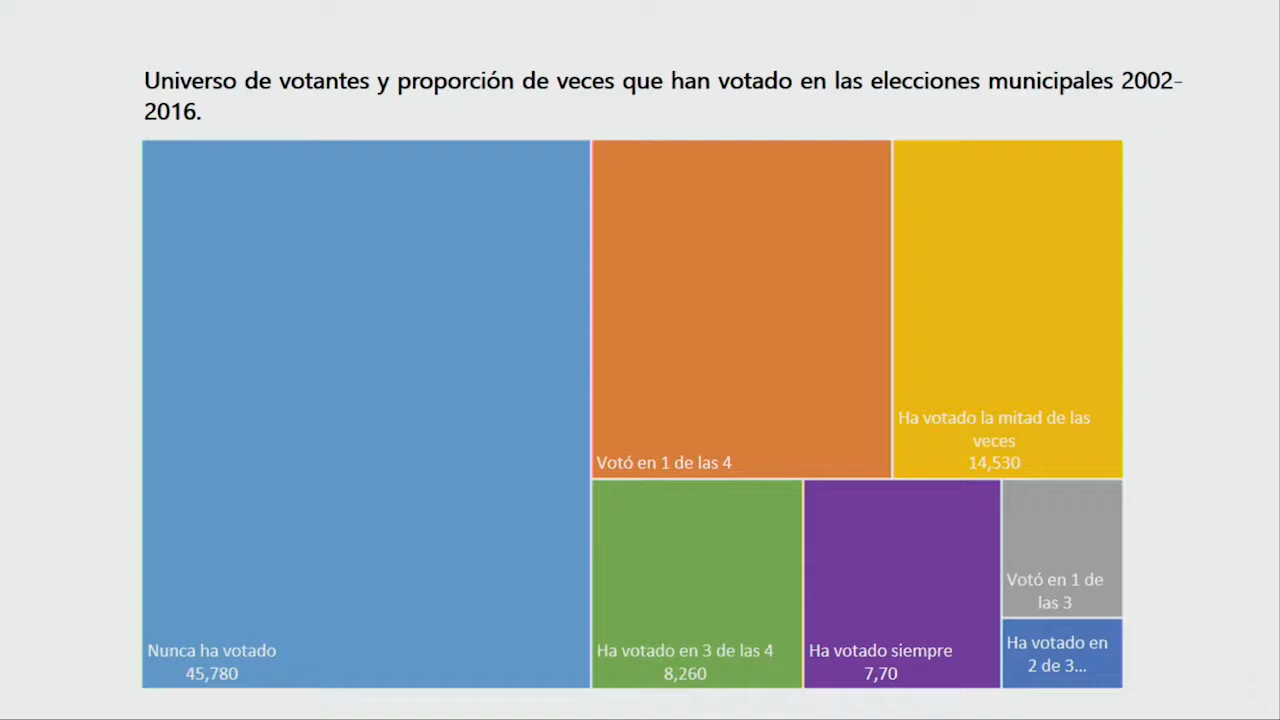 Universo de votantes y proporción de veces que han votado en las elecciones municipales 2002-
2016.
Nunca ha votado
45,780
Votó en 1 de las 4
Ha votado la mitad de las
veces
14,530
Ha votado en 3 de las 4
8,260
Ha votado siempre
7,70
Votó en 1 de
las 3
Ha votado en
2 de 3...